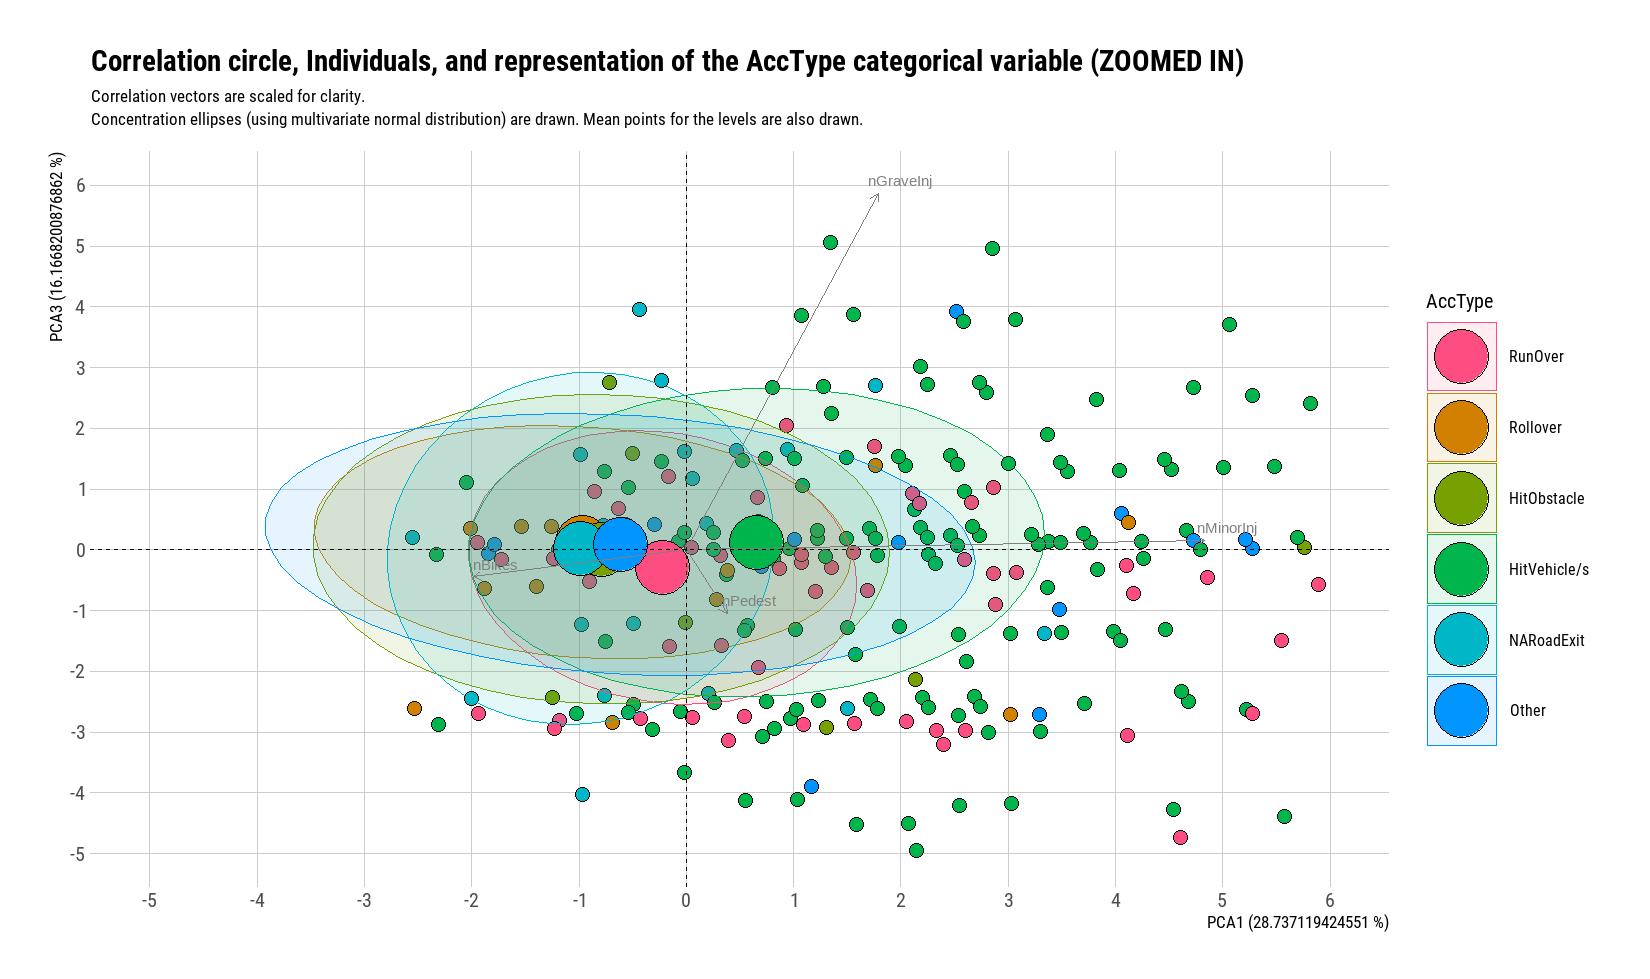 Correlation circle, Individuals, and representation of the AccType categorical variable (ZOOMED IN)
Correlation vectors are scaled for clarity.
Concentration ellipses (using multivariate normal distribution) are drawn. Mean points for the levels are also drawn.
PCA3 (16.1668200876862 %)
6
5
4
3
2
1
0
-1
-2
-3
-4
-5
nGraveInj
nMinorInj
nBikes
nPedest
-5
-4
-3
-2
-1
0
1
2
3
4
5
6
PCA1 (28.737119424551 %)
AccType
RunOver
Rollover
HitObstacle
HitVehicle/s
NARoadExit
Other